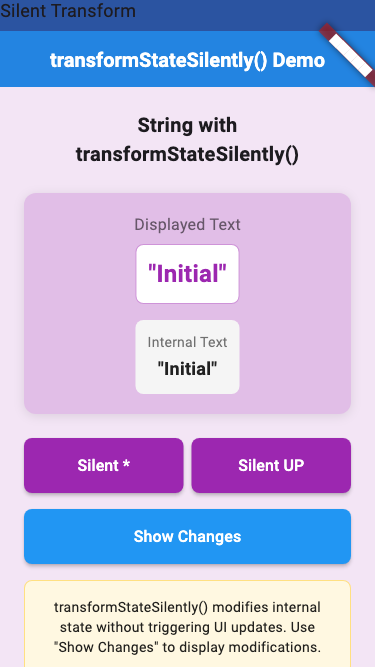 Silent Transform
transformStateSilently() Demo
String with
transformStateSilently()
Displayed Text
"Initial"
Internal Text
"Initial"
Silent *
Silent UP
Show Changes
transformStateSilently() modifies internal
state without triggering UI updates. Use
"Show Changes" to display modifications.